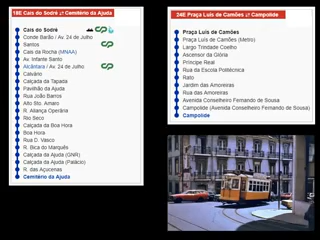 18E Cais do Sodré ⇄ Cemitério da Ajuda
Cais do Sodré
Conde Barão / Av. 24 de Julho
Santos
Cais da Rocha (MNAA)
Av. Infante Santo
Alcântara / Av. 24 de Julho
Calvário
Calçada da Tapada
Pavilhão da Ajuda
Rua João Barros
Alto Sto. Amaro
R. Aliança Operária
Rio Seco
Calçada da Boa Hora
Boa Hora
Rua D. Vasco
R. Bica do Marquês
Calçada da Ajuda (GNR)
Calçada da Ajuda (Palácio)
R. das Açucenas
Cemitério da Ajuda
24E Praça Luís de Camões ⇄ Campolide
Praça Luís de Camões
Praça Luís de Camões (Metro)
Largo Trindade Coelho
Ascensor da Glória
Príncipe Real
Rua da Escola Politécnica
Rato
Jardim das Amoreiras
Rua das Amoreiras
Avenida Conselheiro Fernando de Sousa
Campolide (Avenida Conselheiro Fernando de Sousa)
Campolide